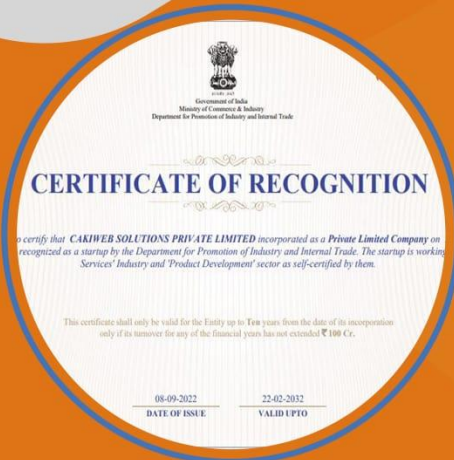 Government of India
Ministry of Commerce & Industry
Department for Promotion of Industry and Internal Trade
CERTIFICATE OF RECOGNITION
o certify that CAKIWEB SOLUTIONS PRIVATE LIMITED incorporated as a Private Limited Company on
recognized as a startup by the Department for Promotion of Industry and Internal Trade. The startup is working
Services' Industry and 'Product Development' sector as self-certified by them.
This certificate shall only be valid for the Entity up to Ten years from the date of its incorporation
only if its turnover for any of the financial years has not extended ₹ 100 Cr.
08-09-2022 22-02-2032
DATE OF ISSUE VALID UPTO